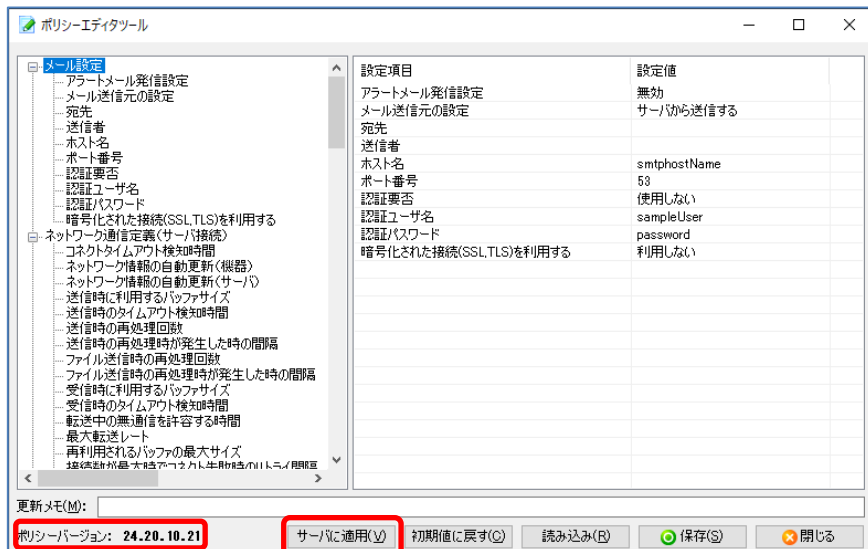 ポリシーエディタツール
メール設定
アラートメール発信設定
メール送信元の設定
宛先
送信者
ホスト名
ポート番号
認証要否
認証ユーザ名
認証パスワード
暗号化された接続(SSL,TLS)を利用する
ネットワーク通信定義(サーバ接続)
コネクトタイムアウト検知時間
ネットワーク情報の自動更新(機器)
ネットワーク情報の自動更新(サーバ)
送信時に利用するバッファサイズ
送信時のタイムアウト検知時間
送信時の再処理回数
送信時の再処理時が発生した時の間隔
ファイル送信時の再処理回数
ファイル送信時の再処理時が発生した時の間隔
受信時に利用するバッファサイズ
受信時のタイムアウト検知時間
転送中の無通信を許容する時間
最大転送レート
再利用されるバッファの最大サイズ
接続数が最大時でコネクト失敗時のリトライ間隔
設定項目 設定値
アラートメール発信設定 無効
メール送信元の設定 サーバから送信する
宛先
送信者
ホスト名 smtphostName
ポート番号 53
認証要否 使用しない
認証ユーザ名 sampleUser
認証パスワード password
暗号化された接続(SSL,TLS)を利用する 利用しない
更新メモ(M):
ポリシーバージョン: 24.20.10.21 サーバに適用(V) 初期値に戻す(C) 読み込み(R) 保存(S) 閉じる